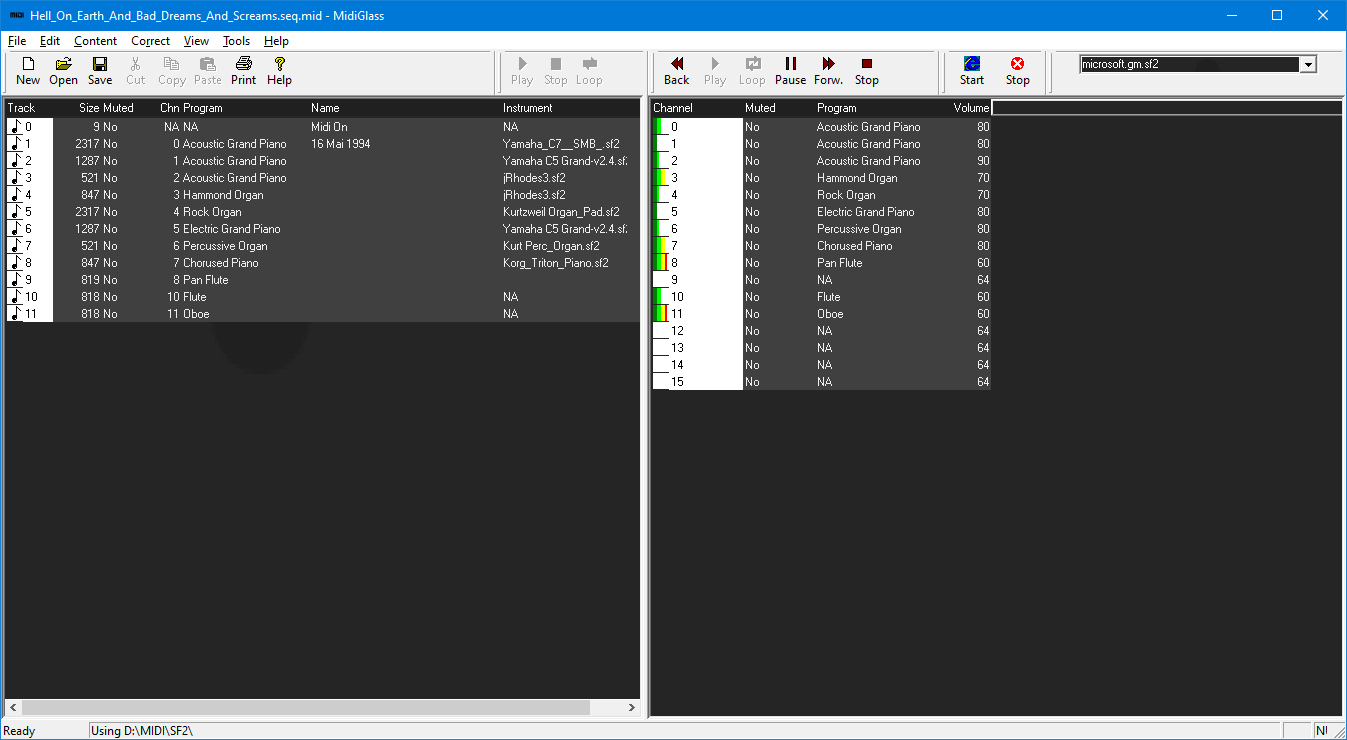 MIDI Hell_On_Earth_And_Bad_Dreams_And_Screams.seq.mid - MidiGlass
File Edit Content Correct View Tools Help
New Open Save Cut Copy Paste Print Help Play Stop Loop Back Play Loop Pause Forw. Stop Start Stop microsoft.gm.sf2
Track Size Muted Chn Program Name Instrument
0 9 No NA NA Midi On NA
1 2317 No 0 Acoustic Grand Piano 16 Mai 1994 Yamaha_C7__SMB_.sf2
2 1287 No 1 Acoustic Grand Piano Yamaha C5 Grand-v2.4.sf
3 521 No 2 Acoustic Grand Piano jRhodes3.sf2
4 847 No 3 Hammond Organ jRhodes3.sf2
5 2317 No 4 Rock Organ Kurtzweil Organ_Pad.sf2
6 1287 No 5 Electric Grand Piano Yamaha C5 Grand-v2.4.sf
7 521 No 6 Percussive Organ Kurt Perc_Organ.sf2
8 847 No 7 Chorused Piano Korg_Triton_Piano.sf2
9 819 No 8 Pan Flute
10 818 No 10 Flute NA
11 818 No 11 Oboe NA
Channel Muted Program Volume
0 No Acoustic Grand Piano 80
1 No Acoustic Grand Piano 80
2 No Acoustic Grand Piano 90
3 No Hammond Organ 70
4 No Rock Organ 70
5 No Electric Grand Piano 80
6 No Percussive Organ 80
7 No Chorused Piano 80
8 No Pan Flute 60
9 No NA 64
10 No Flute 60
11 No Oboe 60
12 No NA 64
13 No NA 64
14 No NA 64
15 No NA 64
Ready Using D:\MIDI\SF2\